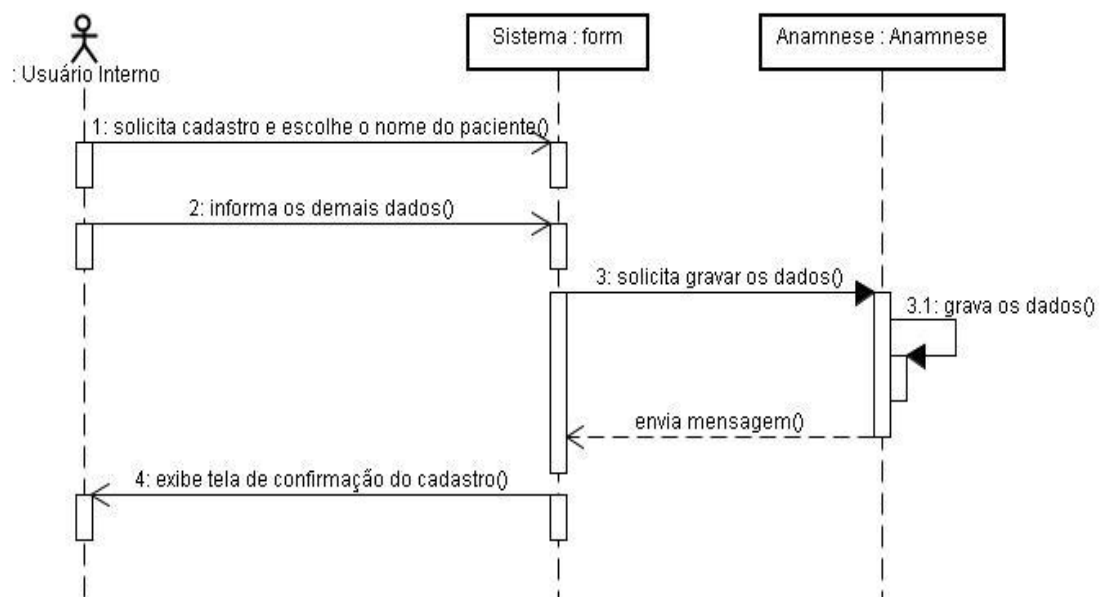 Sistema : form
Anamnese : Anamnese
: Usuário Interno
1: solicita cadastro e escolhe o nome do paciente()
2: informa os demais dados()
3: solicita gravar os dados()
3.1: grava os dados()
envia mensagem()
4: exibe tela de confirmação do cadastro()